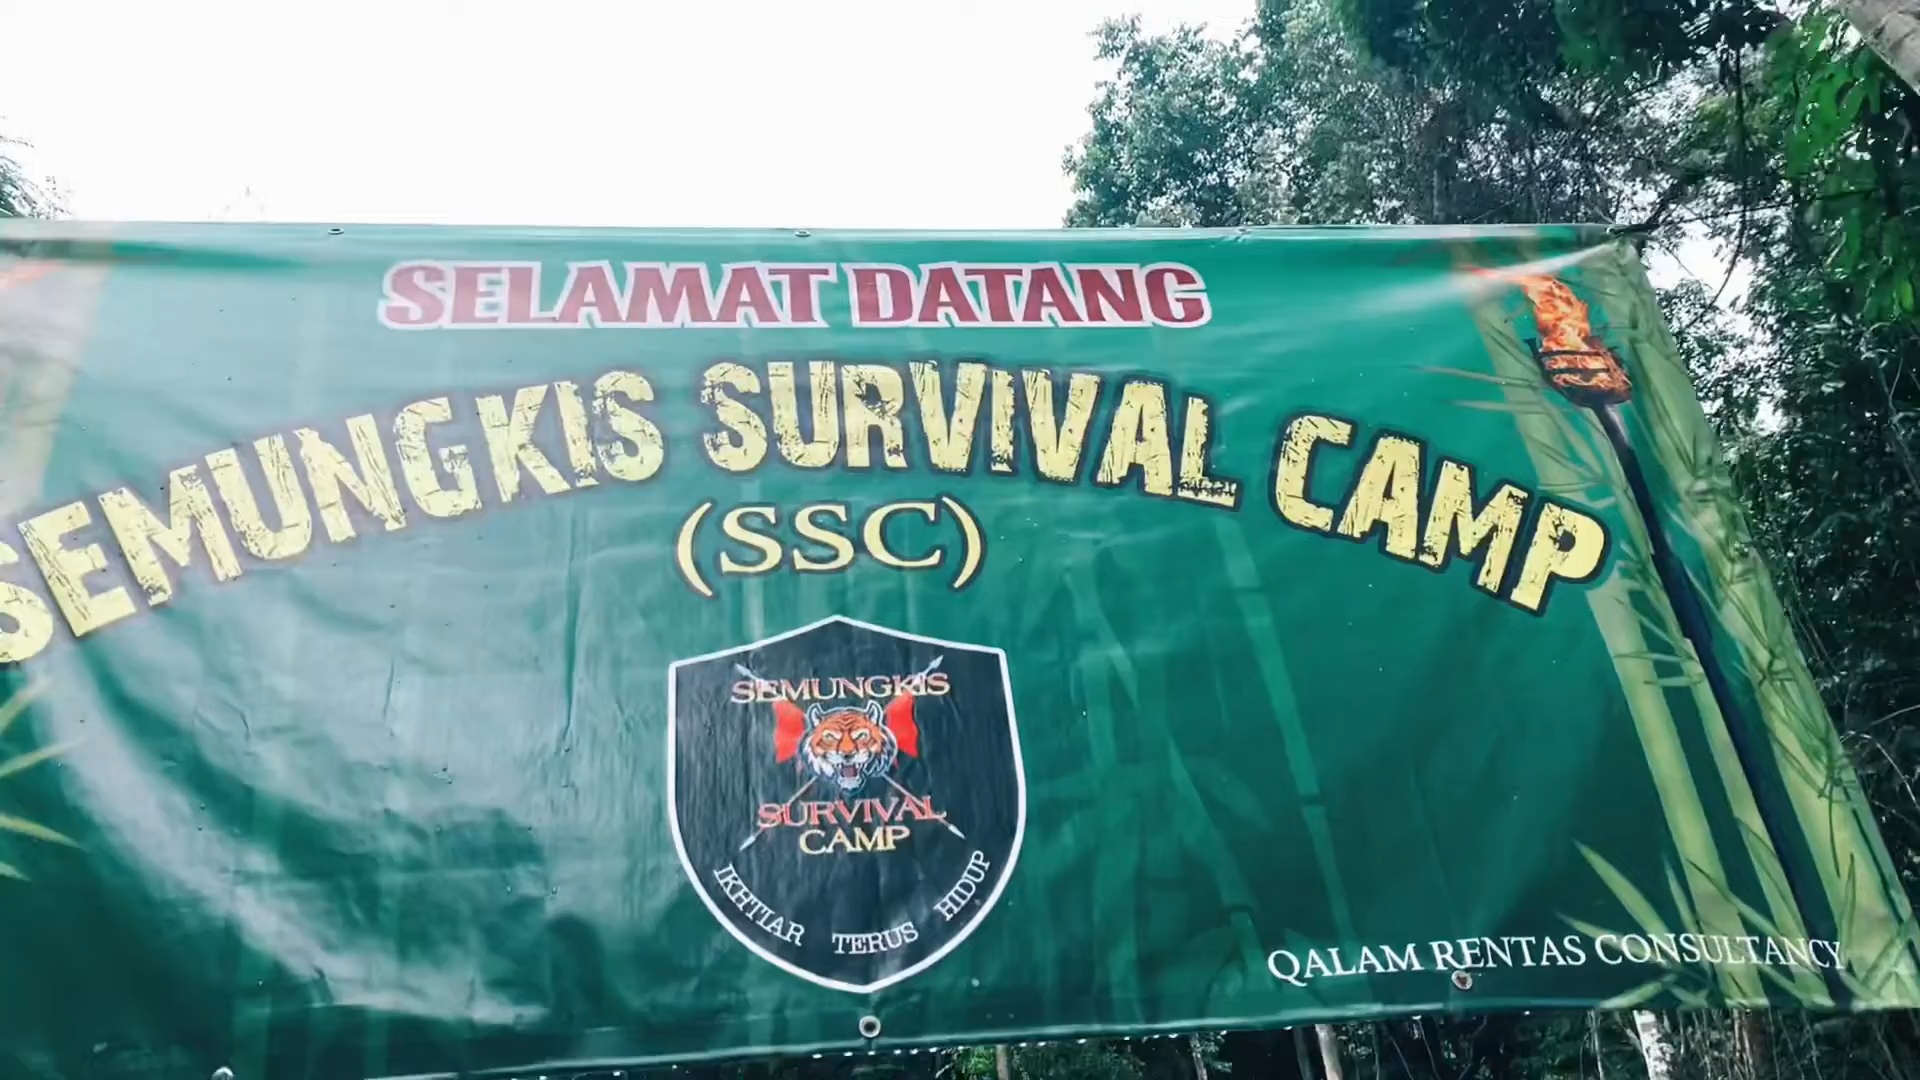 SELAMAT DATANG
SEMUNGKIS SURVIVAL CAMP
(SSC)
SEMUNGKIS
SURVIVAL
CAMP
IKHTIAR TERUS HIDUP
QALAM RENTAS CONSULTANCY